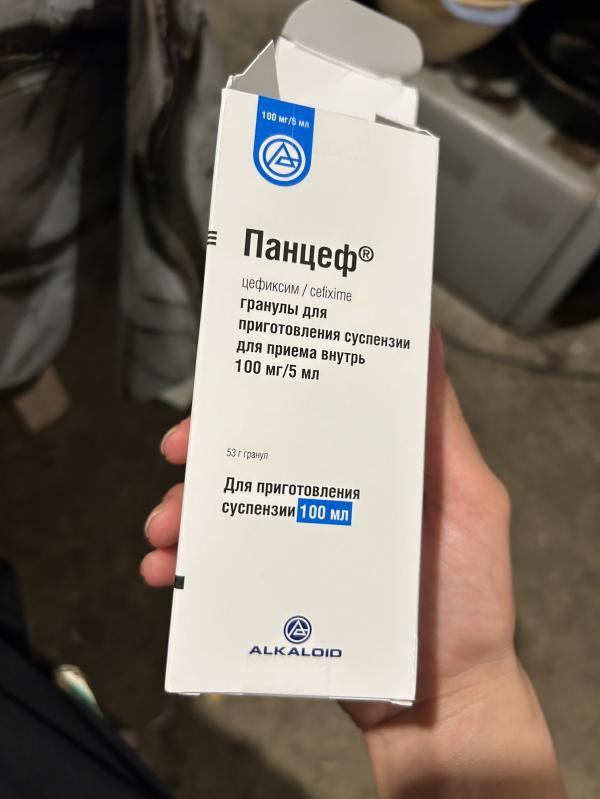 100 мг/5 мл
Панцеф®
цефиксим / cefixime
гранулы для
приготовления суспензии
для приема внутрь
100 мг/5 мл
53 г гранул
Для приготовления
суспензии 100 мл
ALKALOID